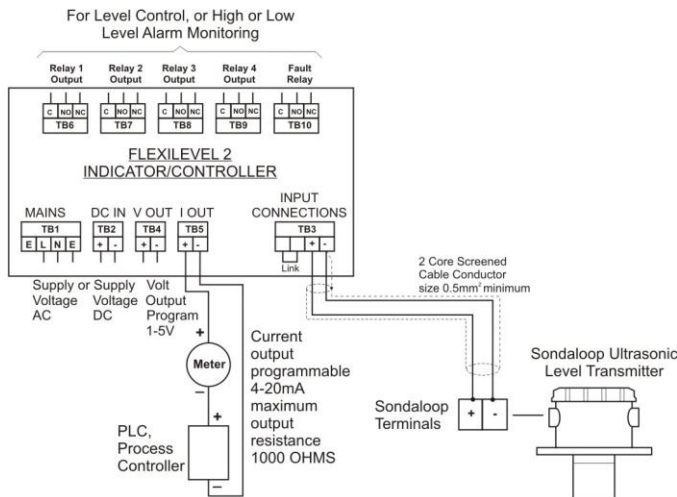 For Level Control, or High or Low
Level Alarm Monitoring
Relay 1 Relay 2 Relay 3 Relay 4 Fault
Output Output Output Output Relay
C NO NC C NO NC C NO NC C NO NC C NO NC
TB6 TB7 TB8 TB9 TB10
FLEXILEVEL 2
INDICATOR/CONTROLLER
INPUT
CONNECTIONS
MAINS DC IN V OUT I OUT
TB1 TB2 TB4 TB5 TB3
E L N E + - + - + - + -
Link
Supply or
Voltage
AC
Supply
Voltage
DC
Volt
Output
Program
1-5V
2 Core Screened
Cable Conductor
size 0.5mm² minimum
+
Meter
–
Current
output
programmable
4-20mA
maximum
output
resistance
1000 OHMS
+
PLC,
Process
Controller
–
Sondaloop
Terminals
+ -
Sondaloop Ultrasonic
Level Transmitter